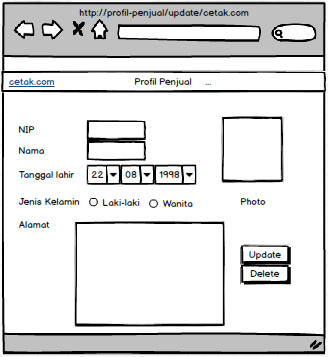 http://profil-penjual/update/cetak.com
cetak.com Profil Penjual ...
NIP
Nama
Tanggal lahir 22 08 1998
Jenis Kelamin Laki-laki Wanita Photo
Alamat
Update
Delete